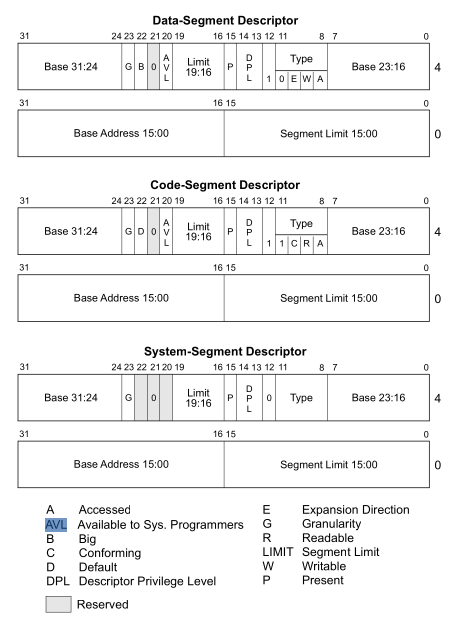 Data-Segment Descriptor
31 24 23 22 21 20 19 16 15 14 13 12 11 8 7 0
Base 31:24 G B 0 AVL Limit 19:16 P DPL 1 Type 0 E W A Base 23:16 4
31 16 15 0
Base Address 15:00 Segment Limit 15:00 0
Code-Segment Descriptor
31 24 23 22 21 20 19 16 15 14 13 12 11 8 7 0
Base 31:24 G D 0 AVL Limit 19:16 P DPL 1 Type 1 C R A Base 23:16 4
31 16 15 0
Base Address 15:00 Segment Limit 15:00 0
System-Segment Descriptor
31 24 23 22 21 20 19 16 15 14 13 12 11 8 7 0
Base 31:24 G 0 Limit 19:16 P DPL 0 Type Base 23:16 4
31 16 15 0
Base Address 15:00 Segment Limit 15:00 0
A Accessed
AVL Available to Sys. Programmers
B Big
C Conforming
D Default
DPL Descriptor Privilege Level
Reserved
E Expansion Direction
G Granularity
R Readable
LIMIT Segment Limit
W Writable
P Present